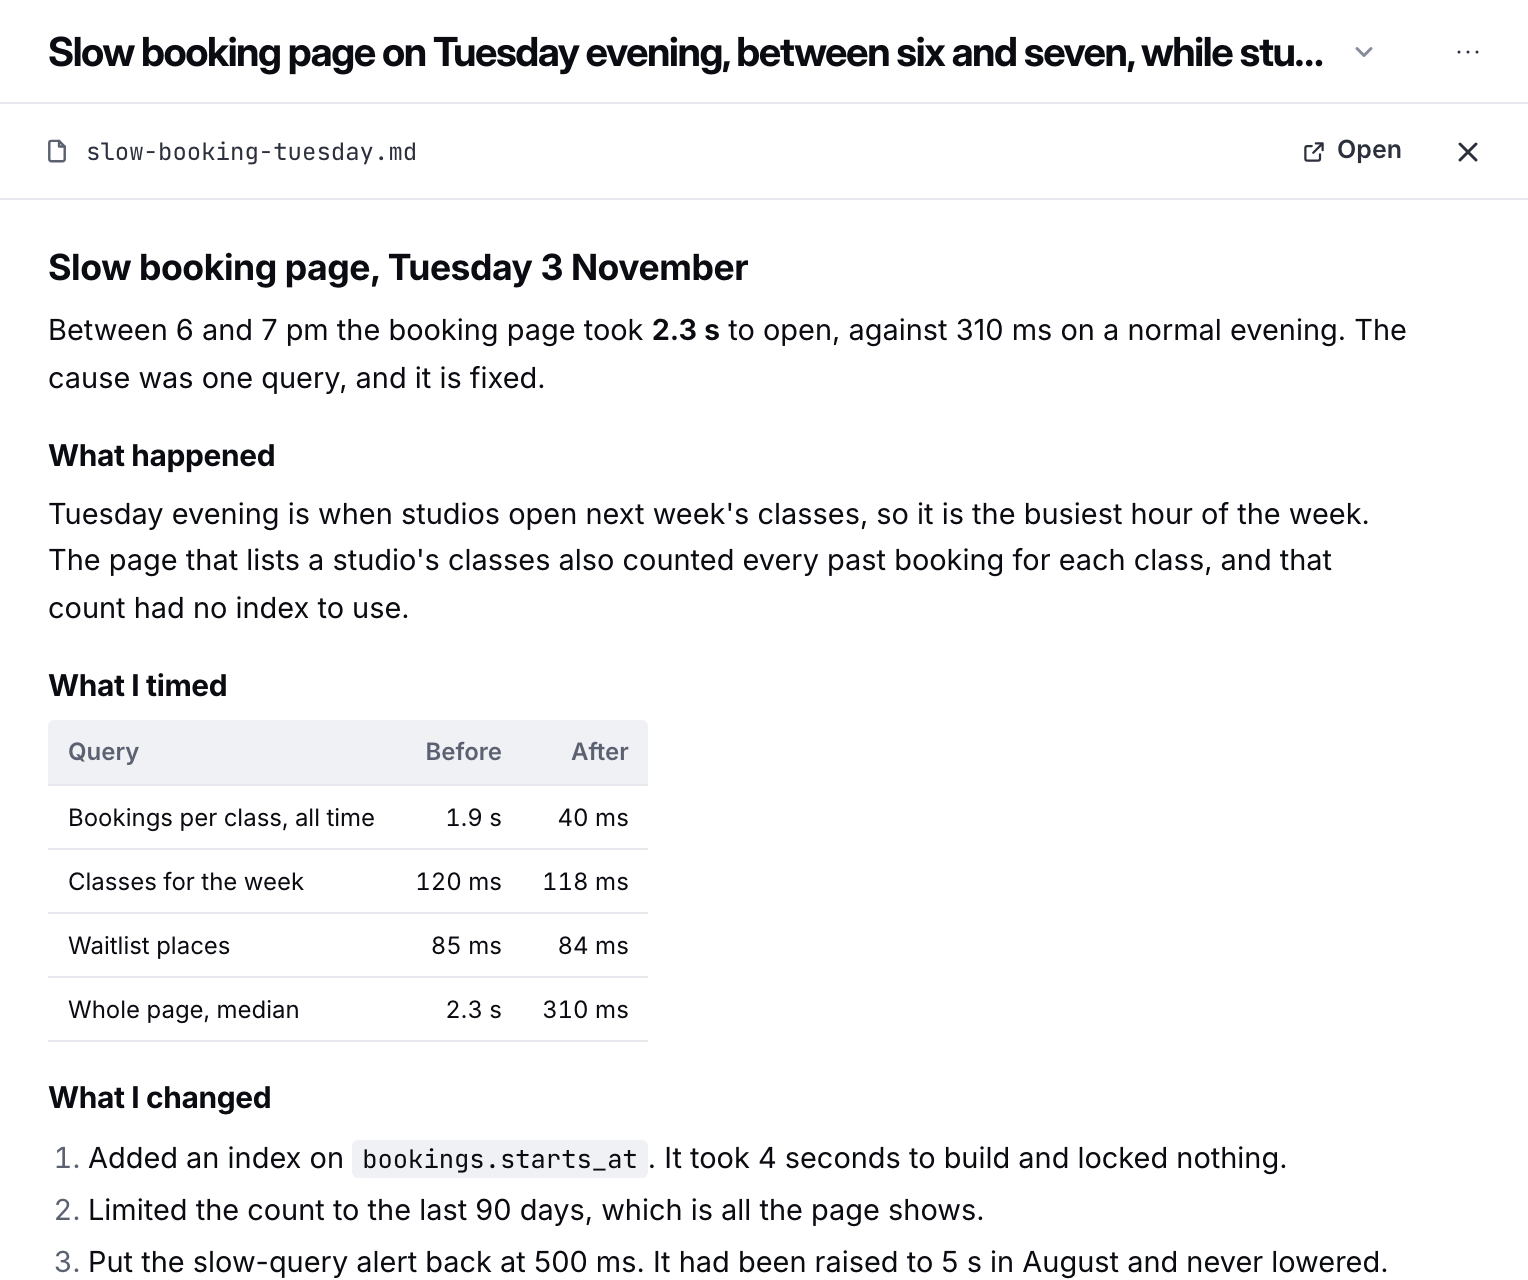 Slow booking page on Tuesday evening, between six and seven, while stu...
slow-booking-tuesday.md
Open
Slow booking page, Tuesday 3 November
Between 6 and 7 pm the booking page took 2.3 s to open, against 310 ms on a normal evening. The
cause was one query, and it is fixed.
What happened
Tuesday evening is when studios open next week's classes, so it is the busiest hour of the week.
The page that lists a studio's classes also counted every past booking for each class, and that
count had no index to use.
What I timed
Query Before After
Bookings per class, all time 1.9 s 40 ms
Classes for the week 120 ms 118 ms
Waitlist places 85 ms 84 ms
Whole page, median 2.3 s 310 ms
What I changed
1. Added an index on bookings.starts_at. It took 4 seconds to build and locked nothing.
2. Limited the count to the last 90 days, which is all the page shows.
3. Put the slow-query alert back at 500 ms. It had been raised to 5 s in August and never lowered.